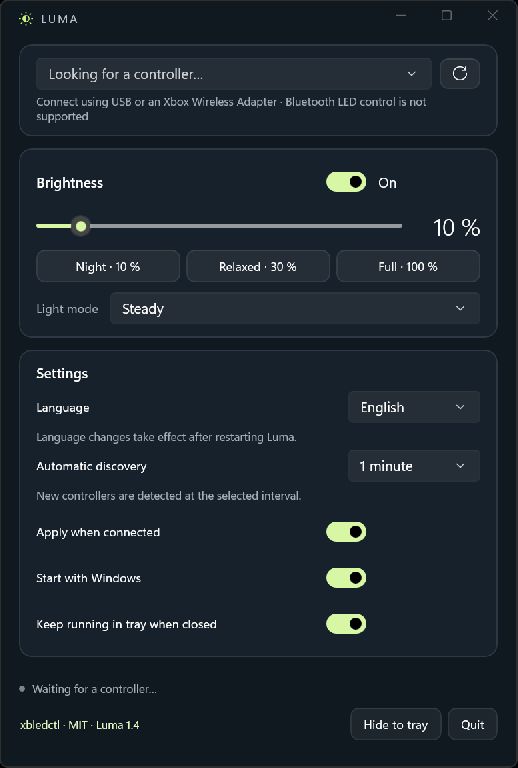 LUMA
Looking for a controller...
Connect using USB or an Xbox Wireless Adapter · Bluetooth LED control is not
supported
Brightness
On
10 %
Night · 10 %
Relaxed · 30 %
Full · 100 %
Light mode
Steady
Settings
Language
English
Language changes take effect after restarting Luma.
Automatic discovery
1 minute
New controllers are detected at the selected interval.
Apply when connected
Start with Windows
Keep running in tray when closed
Waiting for a controller...
xbledctl · MIT · Luma 1.4
Hide to tray
Quit